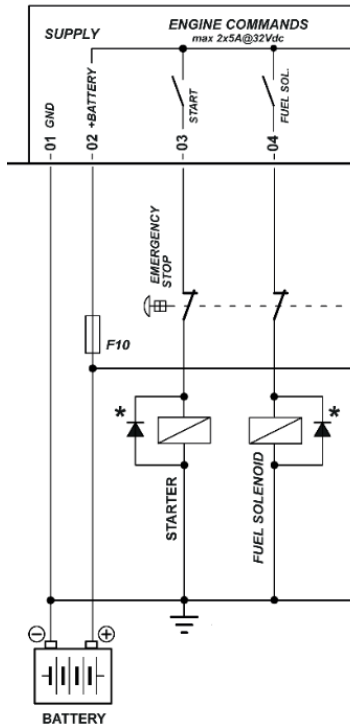 SUPPLY
ENGINE COMMANDS
max 2x5A@32Vdc
01 GND
02 +BATTERY
03 START
04 FUEL SOL.
EMERGENCY
STOP
F10
*
*
STARTER
FUEL SOLENOID
- +
BATTERY